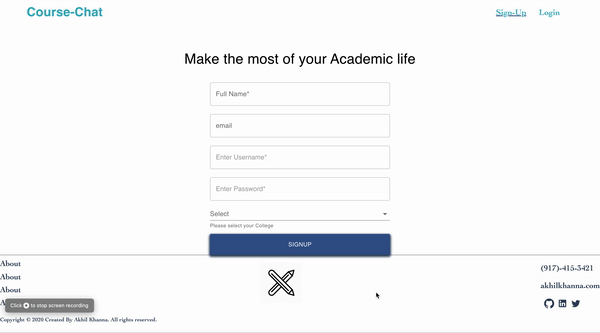 Course-Chat
Sign-Up
Login
Make the most of your Academic life
Full Name*
email
Enter Username*
Enter Password*
Select
Please select your College
SIGNUP
About
About
About
(917)-415-3421
akhilkhanna.com
Click to stop screen recording
Copyright © 2020 Created By Akhil Khanna. All rights reserved.